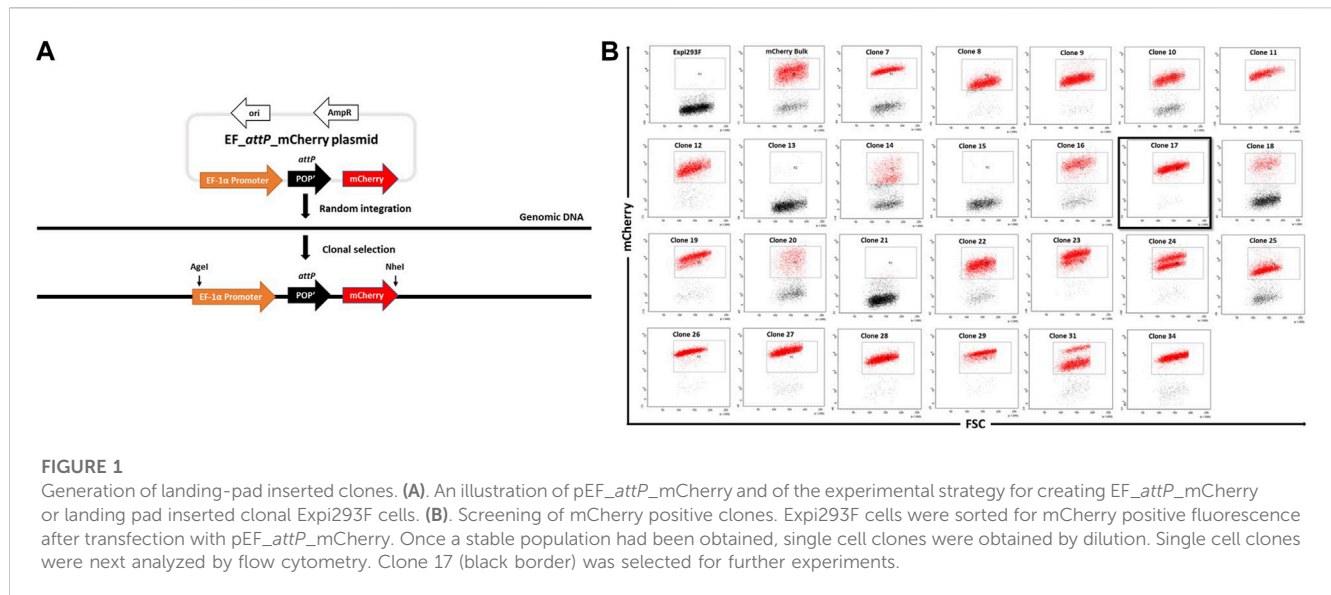 A
ori
AmpR
EF_attP_mCherry plasmid
attP
EF-1α Promoter
POP'
mCherry
Random integration
Genomic DNA
Clonal selection
AgeI
attP
NheI
EF-1α Promoter
POP'
mCherry
B
Expi293F
mCherry Bulk
Clone 7
Clone 8
Clone 9
Clone 10
Clone 11
Clone 12
Clone 13
Clone 14
Clone 15
Clone 16
Clone 17
Clone 18
Clone 19
Clone 20
Clone 21
Clone 22
Clone 23
Clone 24
Clone 25
Clone 26
Clone 27
Clone 28
Clone 29
Clone 31
Clone 34
mCherry
FSC
FIGURE 1
Generation of landing-pad inserted clones. (A). An illustration of pEF_attP_mCherry and of the experimental strategy for creating EF_attP_mCherry
or landing pad inserted clonal Expi293F cells. (B). Screening of mCherry positive clones. Expi293F cells were sorted for mCherry positive fluorescence
after transfection with pEF_attP_mCherry. Once a stable population had been obtained, single cell clones were obtained by dilution. Single cell clones
were next analyzed by flow cytometry. Clone 17 (black border) was selected for further experiments.